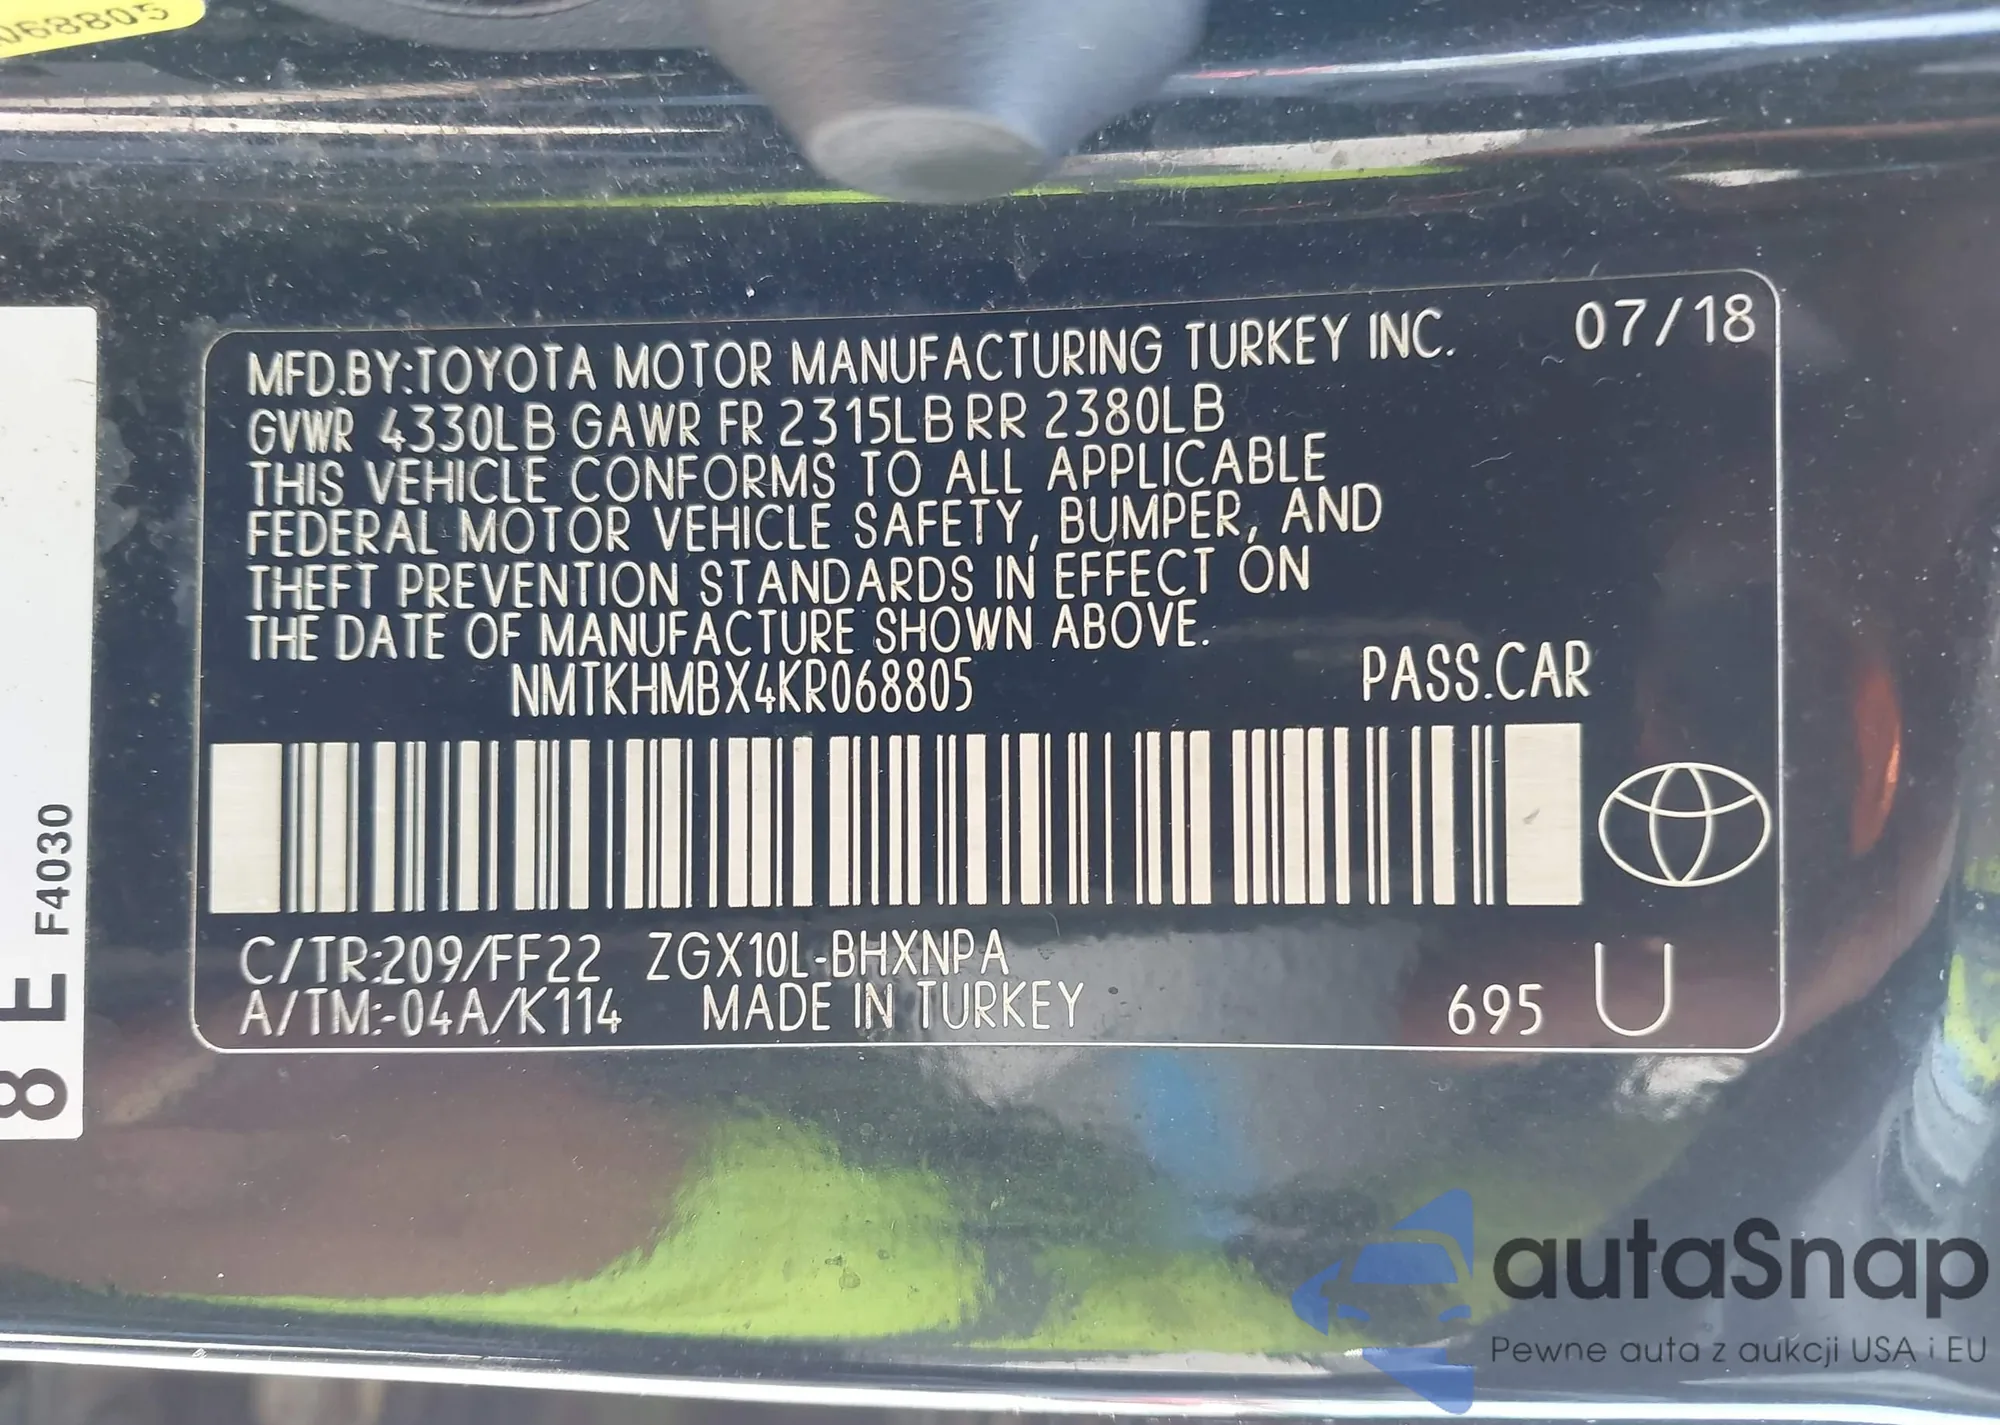 068805
MFD.BY:TOYOTA MOTOR MANUFACTURING TURKEY INC. 07/18
GVWR 4330LB GAWR FR 2315LB RR 2380LB
THIS VEHICLE CONFORMS TO ALL APPLICABLE
FEDERAL MOTOR VEHICLE SAFETY, BUMPER, AND
THEFT PREVENTION STANDARDS IN EFFECT ON
THE DATE OF MANUFACTURE SHOWN ABOVE.
NMTKHMBX4KR068805 PASS.CAR
C/TR:209/FF22 ZGX10L-BHXNPA
A/TM:-04A/K114 MADE IN TURKEY 695 U
F4030
8 E
autaSnap
Pewne auta z aukcji USA i EU